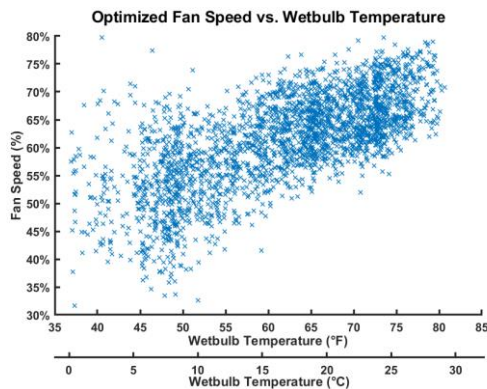 Optimized Fan Speed vs. Wetbulb Temperature
80%
75%
70%
65%
60%
55%
50%
45%
40%
35%
30%
Fan Speed (%)
35 40 45 50 55 60 65 70 75 80 85
Wetbulb Temperature (°F)
0 5 10 15 20 25 30
Wetbulb Temperature (°C)